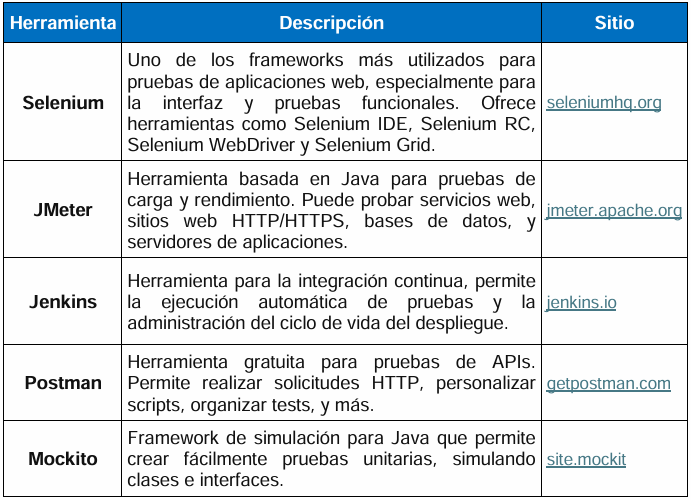 Herramienta Descripción Sitio
Selenium
Uno de los frameworks más utilizados para
pruebas de aplicaciones web, especialmente para
la interfaz y pruebas funcionales. Ofrece
herramientas como Selenium IDE, Selenium RC,
Selenium WebDriver y Selenium Grid.
seleniumhq.org
JMeter
Herramienta basada en Java para pruebas de
carga y rendimiento. Puede probar servicios web,
sitios web HTTP/HTTPS, bases de datos, y
servidores de aplicaciones.
jmeter.apache.org
Jenkins
Herramienta para la integración continua, permite
la ejecución automática de pruebas y la
administración del ciclo de vida del despliegue.
jenkins.io
Postman
Herramienta gratuita para pruebas de APIs.
Permite realizar solicitudes HTTP, personalizar
scripts, organizar tests, y más.
getpostman.com
Mockito
Framework de simulación para Java que permite
crear fácilmente pruebas unitarias, simulando
clases e interfaces.
site.mockit